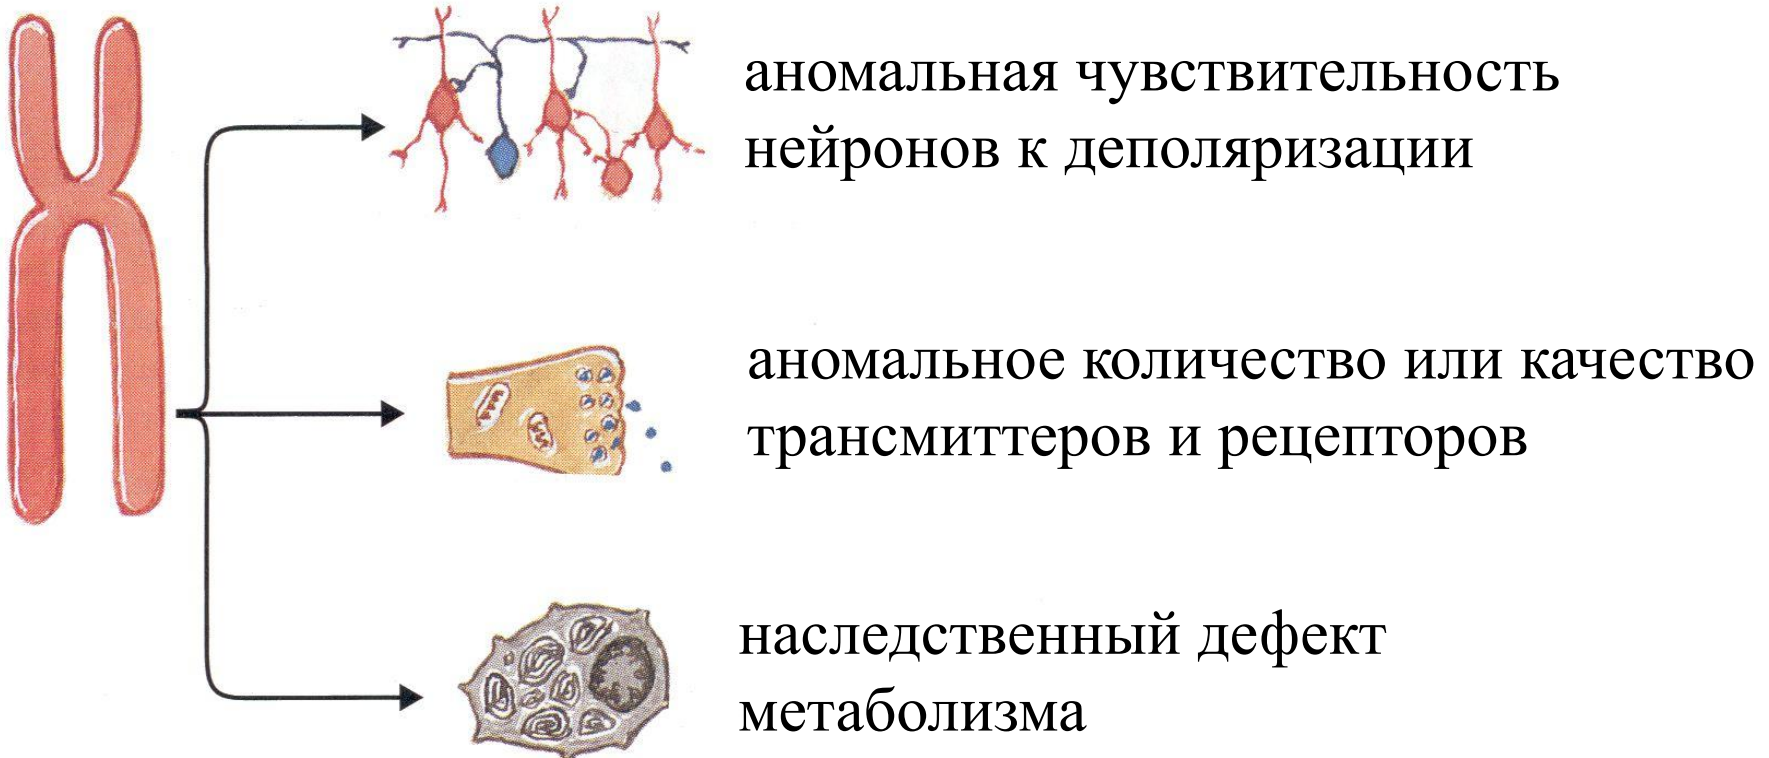 аномальная чувствительность
нейронов к деполяризации
аномальное количество или качество
трансмиттеров и рецепторов
наследственный дефект
метаболизма